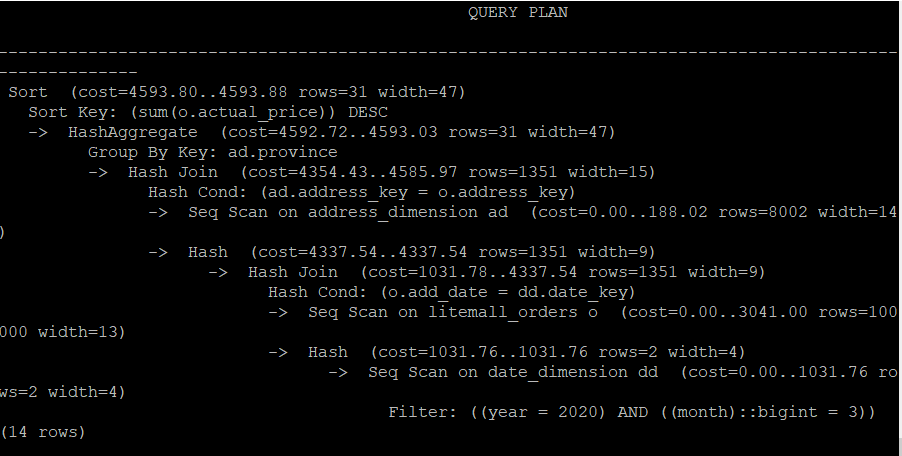 QUERY PLAN
----------------------------------------------------------------------------------------------------
--------------
Sort  (cost=4593.80..4593.88 rows=31 width=47)
Sort Key: (sum(o.actual_price)) DESC
->  HashAggregate  (cost=4592.72..4593.03 rows=31 width=47)
Group By Key: ad.province
->  Hash Join  (cost=4354.43..4585.97 rows=1351 width=15)
Hash Cond: (ad.address_key = o.address_key)
->  Seq Scan on address_dimension ad  (cost=0.00..188.02 rows=8002 width=14
)
->  Hash  (cost=4337.54..4337.54 rows=1351 width=9)
->  Hash Join  (cost=1031.78..4337.54 rows=1351 width=9)
Hash Cond: (o.add_date = dd.date_key)
->  Seq Scan on litemall_orders o  (cost=0.00..3041.00 rows=100
000 width=13)
->  Hash  (cost=1031.76..1031.76 rows=2 width=4)
->  Seq Scan on date_dimension dd  (cost=0.00..1031.76 ro
ws=2 width=4)
Filter: ((year = 2020) AND ((month)::bigint = 3))
(14 rows)